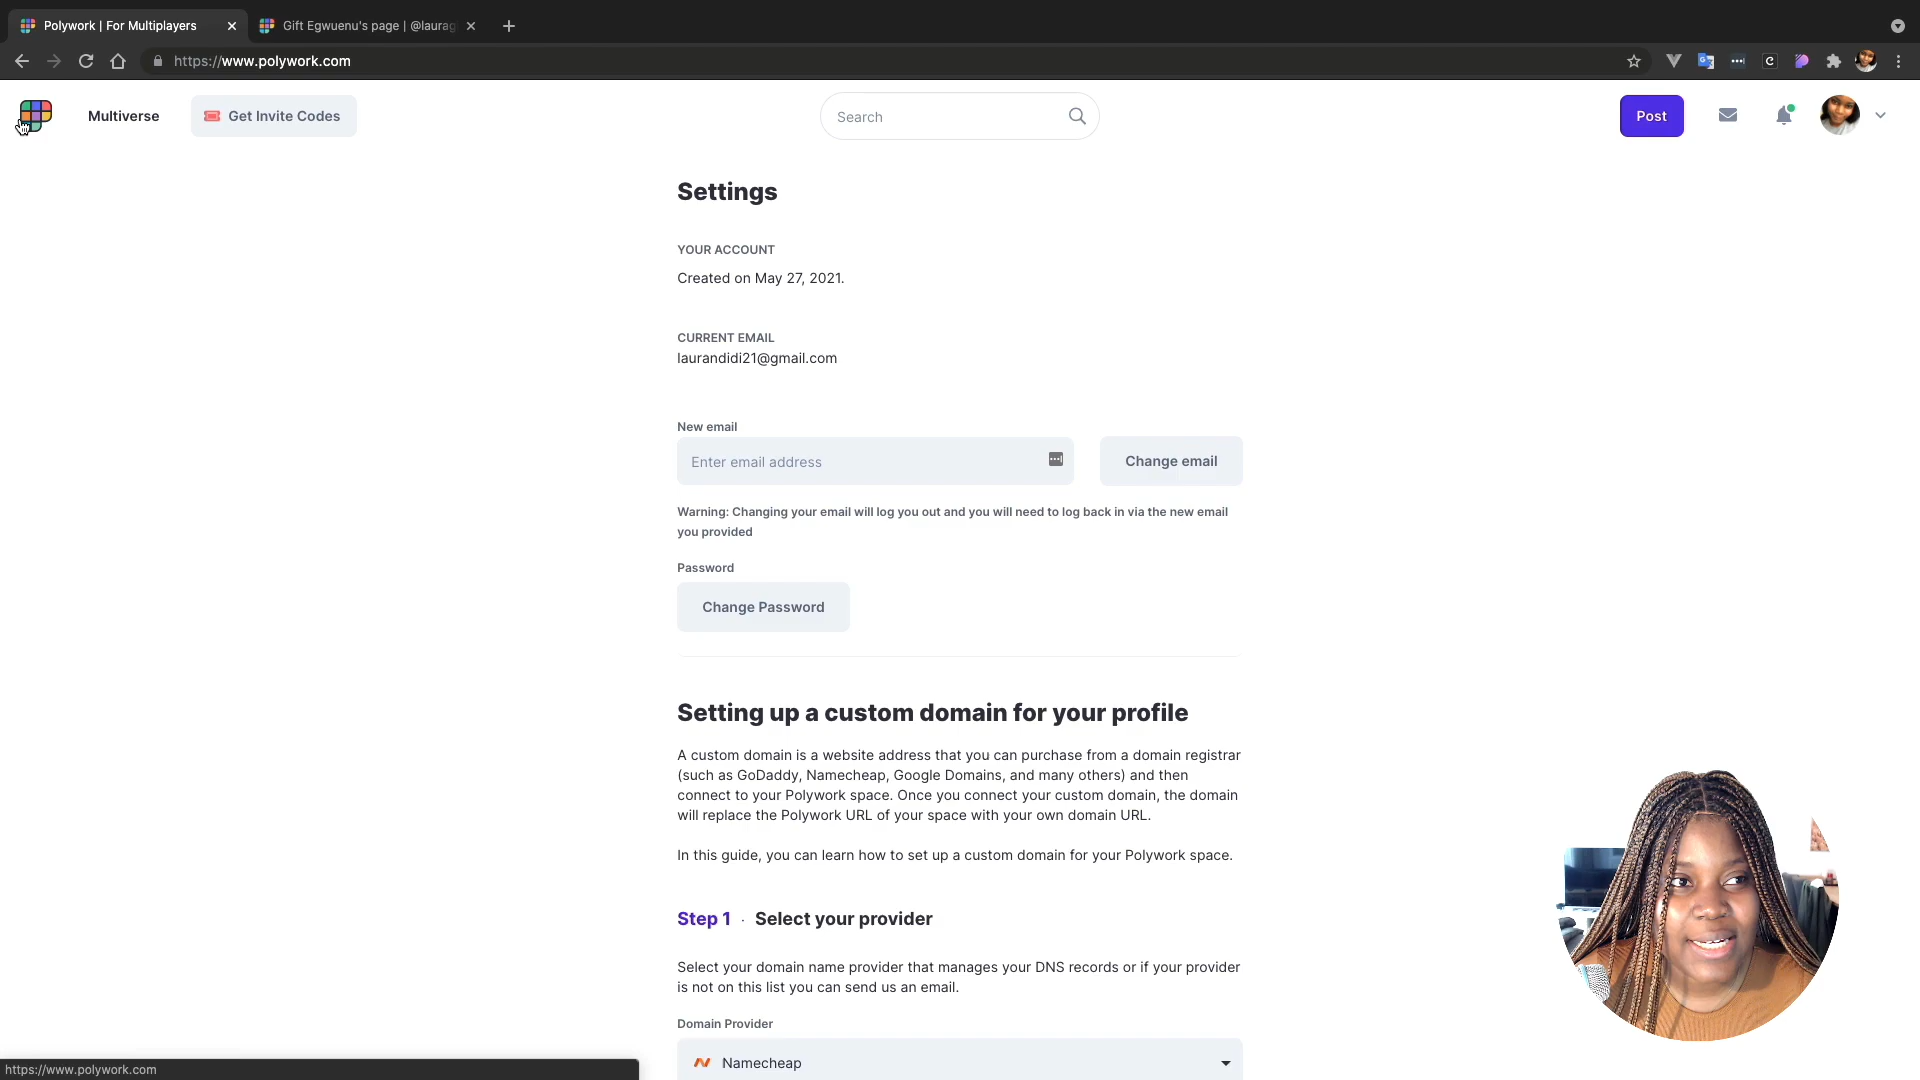 Polywork | For Multiplayers
Gift Egwuenu's page | @laurag
https://www.polywork.com
Multiverse
Get Invite Codes
Search
Post
Settings
YOUR ACCOUNT
Created on May 27, 2021.
CURRENT EMAIL
laurandidi21@gmail.com
New email
Enter email address
Change email
Warning: Changing your email will log you out and you will need to log back in via the new email
you provided
Password
Change Password
Setting up a custom domain for your profile
A custom domain is a website address that you can purchase from a domain registrar
(such as GoDaddy, Namecheap, Google Domains, and many others) and then
connect to your Polywork space. Once you connect your custom domain, the domain
will replace the Polywork URL of your space with your own domain URL.
In this guide, you can learn how to set up a custom domain for your Polywork space.
Step 1 · Select your provider
Select your domain name provider that manages your DNS records or if your provider
is not on this list you can send us an email.
Domain Provider
Namecheap
https://www.polywork.com